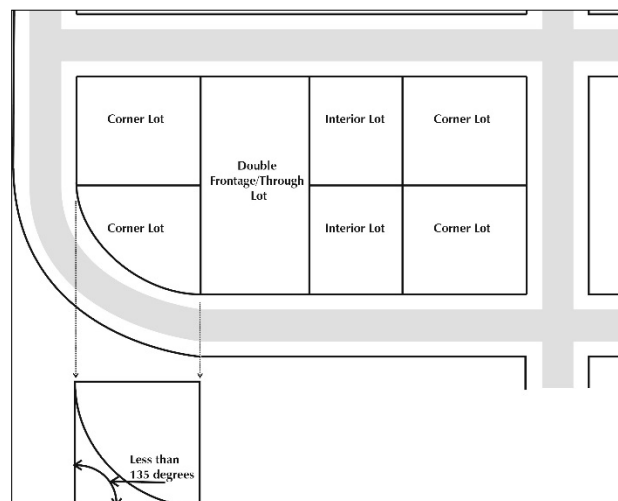 Corner Lot
Interior Lot
Corner Lot
Double
Frontage/Through
Lot
Corner Lot
Interior Lot
Corner Lot
Less than
135 degrees